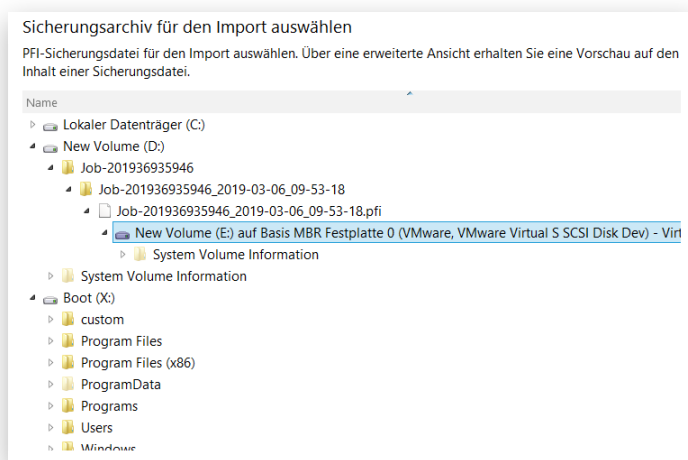 Sicherungsarchiv für den Import auswählen
PFI-Sicherungsdatei für den Import auswählen. Über eine erweiterte Ansicht erhalten Sie eine Vorschau auf den
Inhalt einer Sicherungsdatei.
Name
Lokaler Datenträger (C:)
New Volume (D:)
Job-201936935946
Job-201936935946_2019-03-06_09-53-18
Job-201936935946_2019-03-06_09-53-18.pfi
New Volume (E:) auf Basis MBR Festplatte 0 (VMware, VMware Virtual S SCSI Disk Dev) - Virt
System Volume Information
System Volume Information
Boot (X:)
custom
Program Files
Program Files (x86)
ProgramData
Programs
Users
Windows